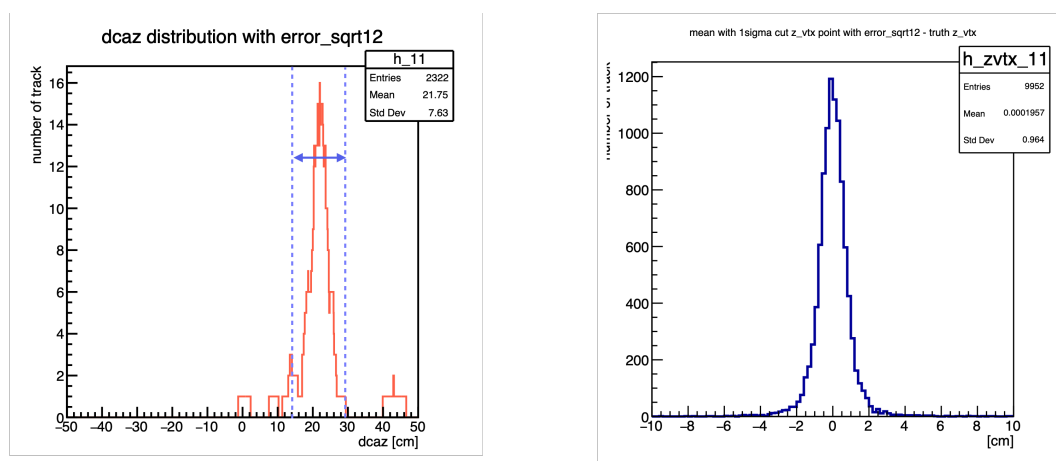 dcaz distribution with error_sqrt12
h_11
Entries 2322
Mean 21.75
Std Dev 7.63
number of track
16
14
12
10
8
6
4
2
0
−50 −40 −30 −20 −10 0 10 20 30 40 50
dcaz [cm]
mean with 1sigma cut z_vtx point with error_sqrt12 - truth z_vtx
h_zvtx_11
Entries 9952
Mean 0.0001957
Std Dev 0.964
number of track
1200
1000
800
600
400
200
0
−10 −8 −6 −4 −2 0 2 4 6 8 10
[cm]